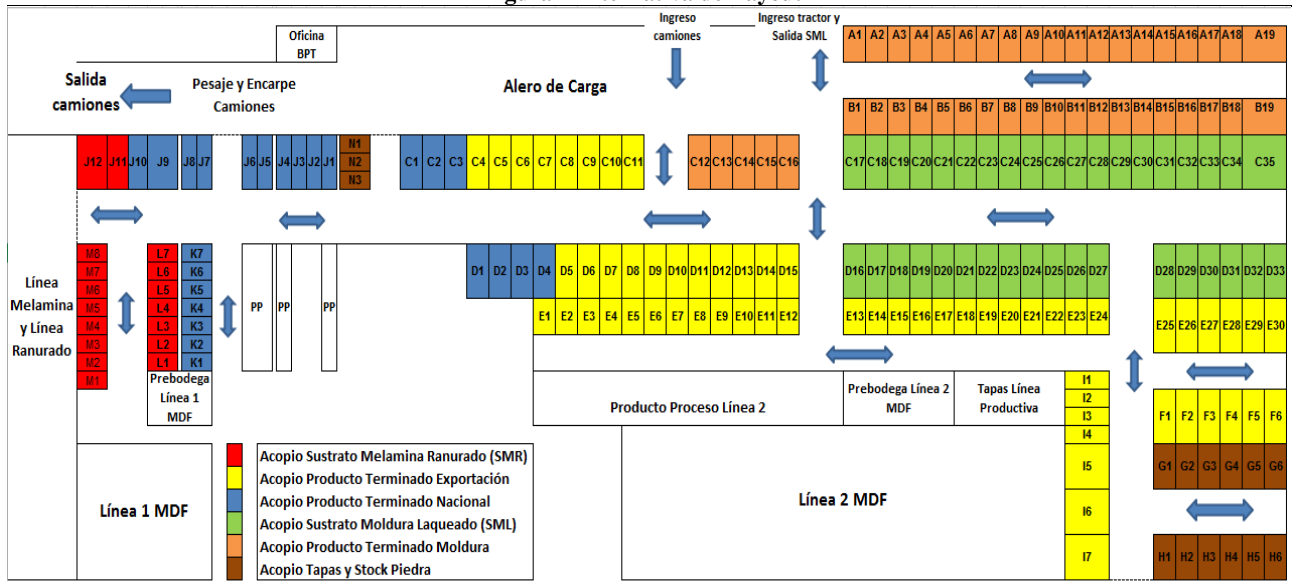 Oficina
BPT
Ingreso
camiones
Ingreso tractor y
Salida SML
A1 A2 A3 A4 A5 A6 A7 A8 A9 A10 A11 A12 A13 A14 A15 A16 A17 A18 A19
Salida
camiones
Pesaje y Encarpe
Camiones
Alero de Carga
B1 B2 B3 B4 B5 B6 B7 B8 B9 B10 B11 B12 B13 B14 B15 B16 B17 B18 B19
J12 J11 J10 J9 J8 J7 J6 J5 J4 J3 J2 J1
N1
N2
N3
C1 C2 C3 C4 C5 C6 C7 C8 C9 C10 C11 C12 C13 C14 C15 C16 C17 C18 C19 C20 C21 C22 C23 C24 C25 C26 C27 C28 C29 C30 C31 C32 C33 C34 C35
Línea
Melamina
y Línea
Ranurado
M8 L7 K7
M7 L6 K6
M6 L5 K5
M5 L4 K4
M4 L3 K3
M3 L2 K2
M2 L1 K1
M1
PP PP PP
D1 D2 D3 D4 D5 D6 D7 D8 D9 D10 D11 D12 D13 D14 D15 D16 D17 D18 D19 D20 D21 D22 D23 D24 D25 D26 D27 D28 D29 D30 D31 D32 D33
E1 E2 E3 E4 E5 E6 E7 E8 E9 E10 E11 E12 E13 E14 E15 E16 E17 E18 E19 E20 E21 E22 E23 E24 E25 E26 E27 E28 E29 E30
Prebodega
Línea 1
MDF
Producto Proceso Línea 2
Prebodega Línea 2
MDF
Tapas Línea
Productiva
I1
I2
I3
I4
I5
I6
I7
F1 F2 F3 F4 F5 F6
G1 G2 G3 G4 G5 G6
H1 H2 H3 H4 H5 H6
Línea 1 MDF
Acopio Sustrato Melamina Ranurado (SMR)
Acopio Producto Terminado Exportación
Acopio Producto Terminado Nacional
Acopio Sustrato Moldura Laqueado (SML)
Acopio Producto Terminado Moldura
Acopio Tapas y Stock Piedra
Línea 2 MDF